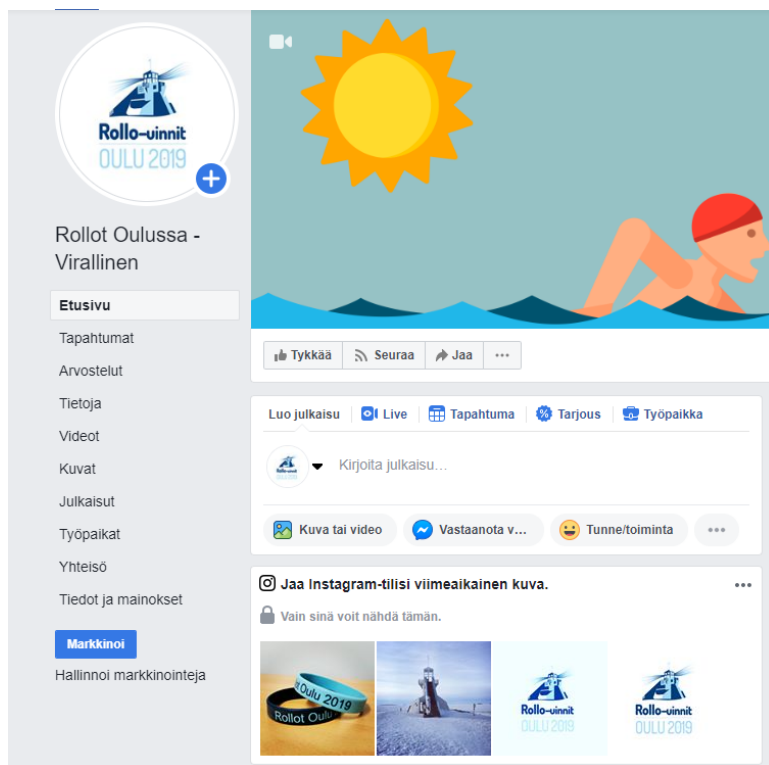 Rollo-uinnit
OULU 2019
Rollot Oulussa -
Virallinen
Etusivu
Tapahtumat
Arvostelut
Tietoja
Videot
Kuvat
Julkaisut
Työpaikat
Yhteisö
Tiedot ja mainokset
Markkinoi
Hallinnoi markkinointeja
Tykkää Seuraa Jaa ...
Luo julkaisu Live Tapahtuma Tarjous Työpaikka
Kirjoita julkaisu...
Kuva tai video Vastaanota v... Tunne/toiminta ...
Jaa Instagram-tilisi viimeaikainen kuva. ...
Vain sinä voit nähdä tämän.
t Oulu 2019
Rollot Oulu
Rollo-uinnit
OULU 2019
Rollo-uinnit
OULU 2019